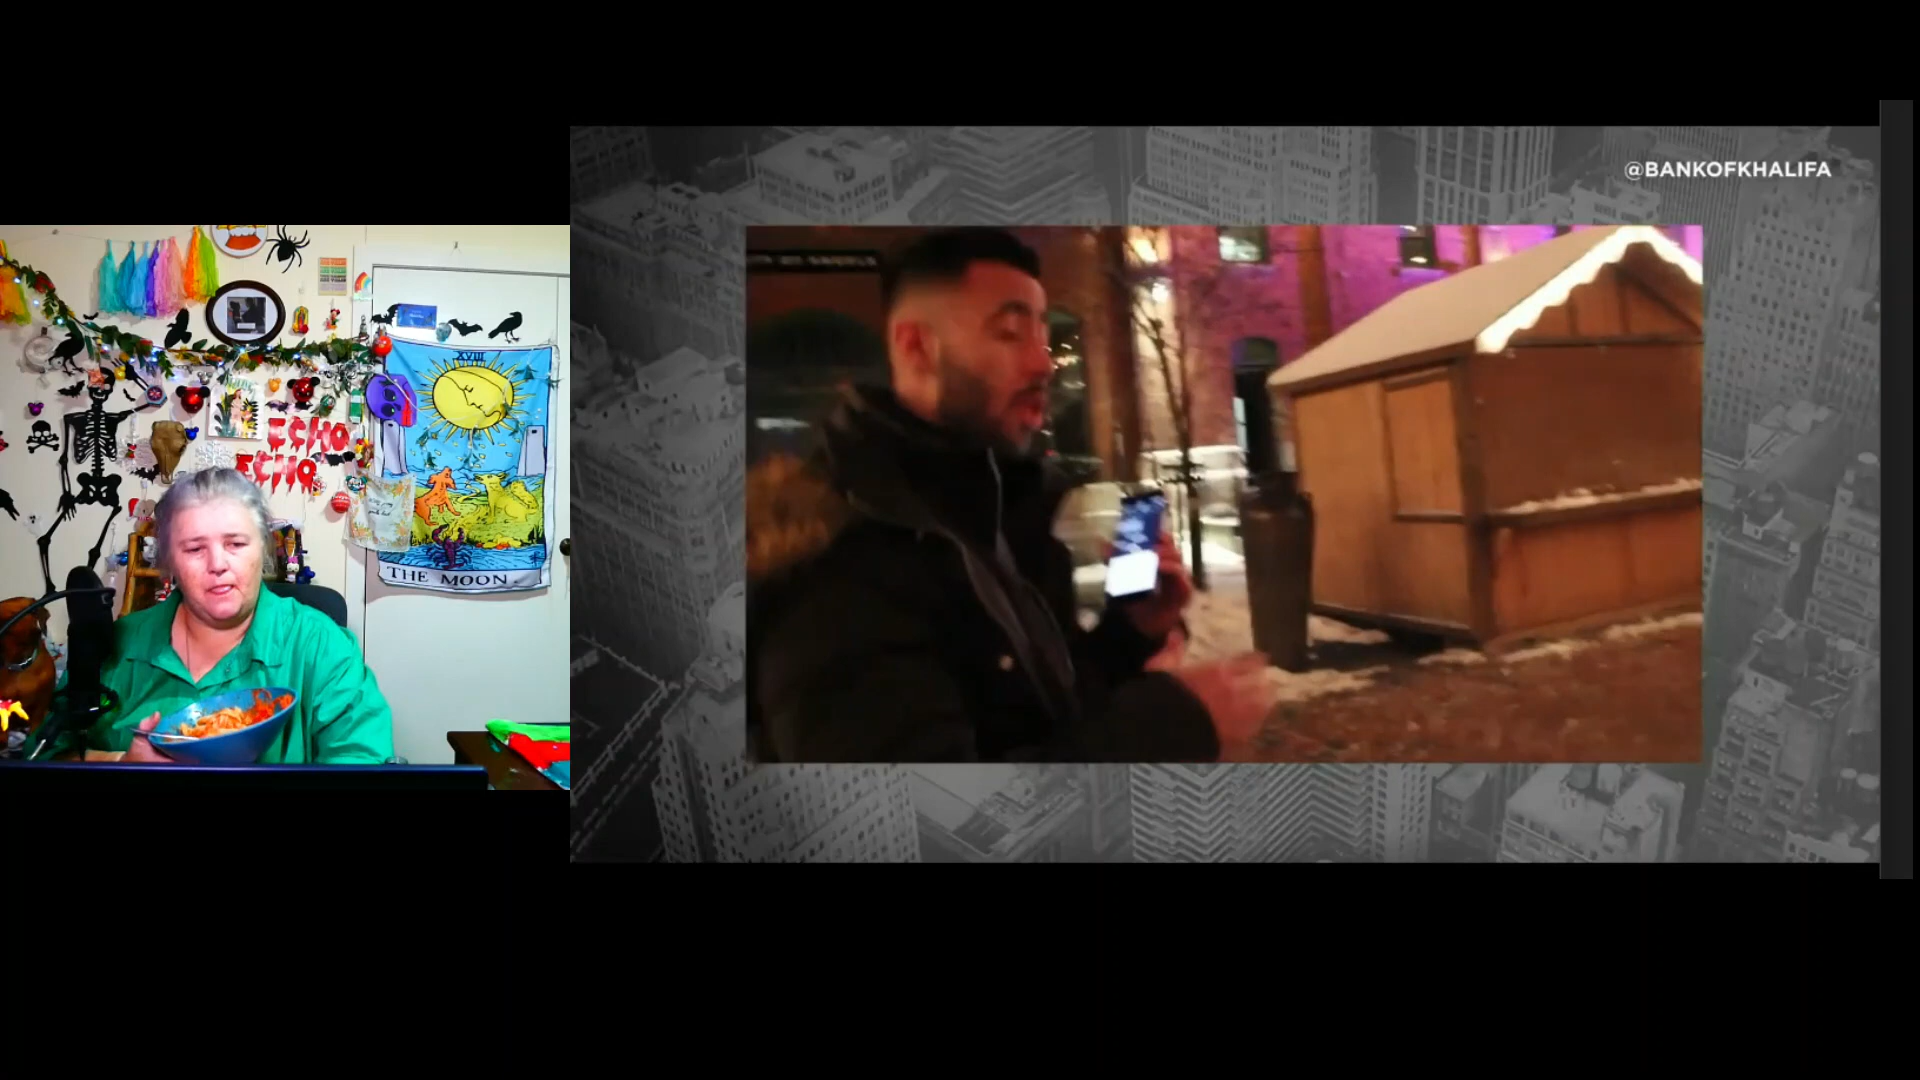 @BANKOFKHALIFA
XVIII
ECHO
ECHO
THE MOON